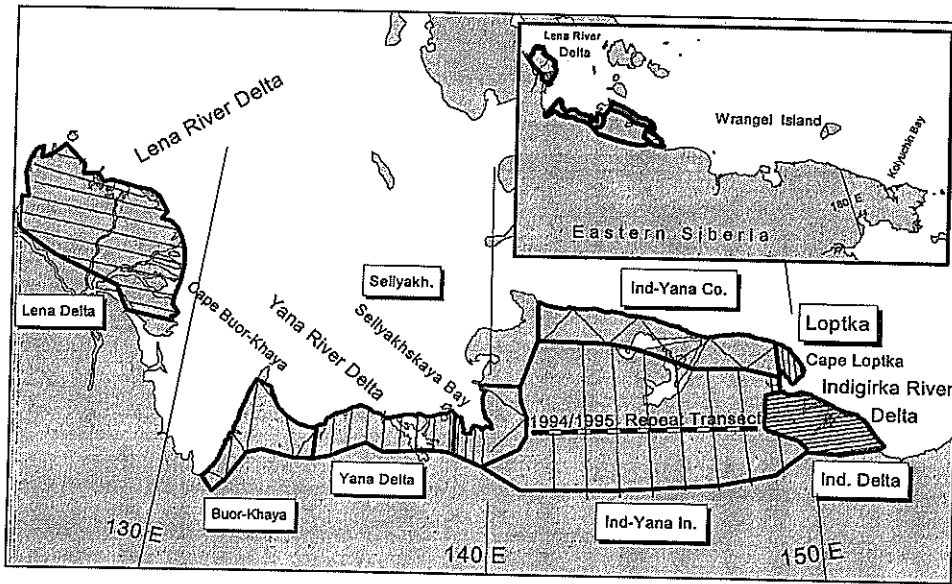 Lena River Delta
Lena River
Delta
Wrangel Island
Kolyuchin Bay
180 E
Eastern Siberia
Lena Delta
Cape Buor-Khaya
Yana River Delta
Sellyakh.
Sellyakhskaya Bay
Ind-Yana Co.
Loptka
Cape Loptka
Indigirka River
Delta
1994/1995 Repeat Transect
Buor-Khaya
Yana Delta
Ind-Yana In.
Ind. Delta
130 E
140 E
150 E